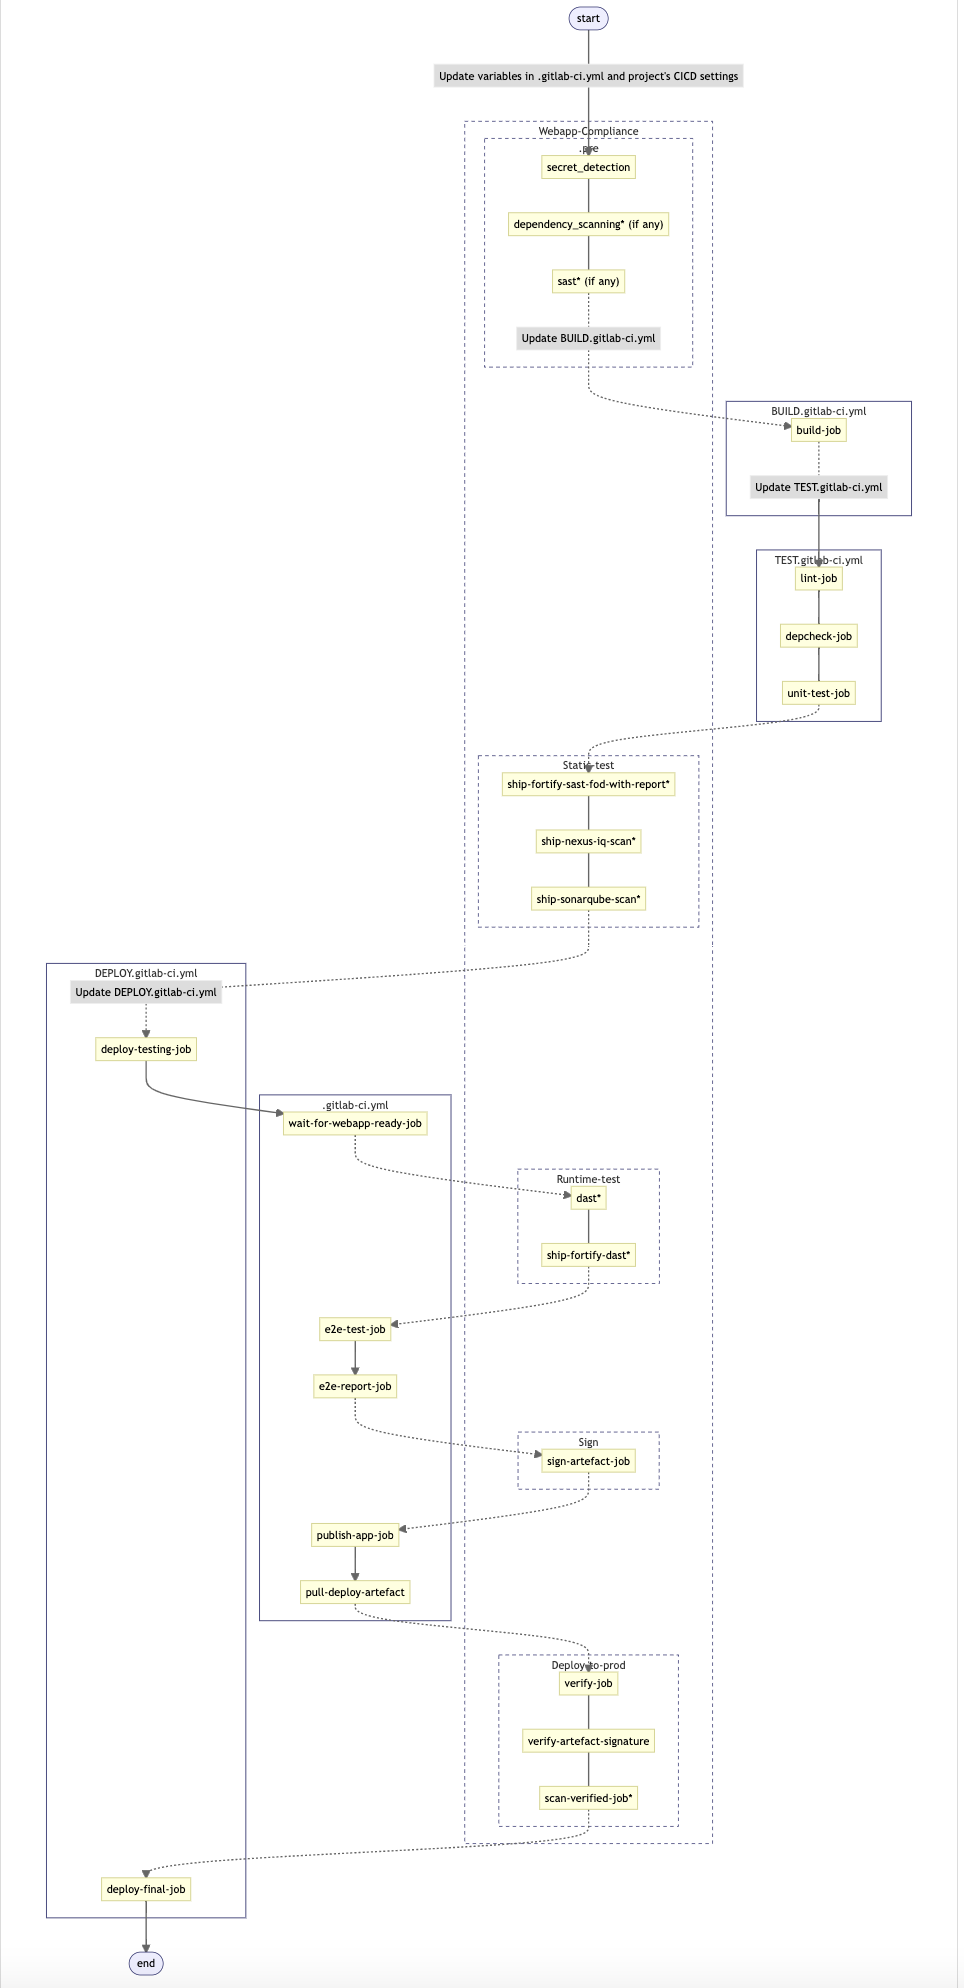 start
Update variables in .gitlab-ci.yml and project's CICD settings
Webapp-Compliance
.pre
secret_detection
dependency_scanning* (if any)
sast* (if any)
Update BUILD.gitlab-ci.yml
BUILD.gitlab-ci.yml
build-job
Update TEST.gitlab-ci.yml
TEST.gitlab-ci.yml
lint-job
depcheck-job
unit-test-job
Static-test
ship-fortify-sast-fod-with-report*
ship-nexus-iq-scan*
ship-sonarqube-scan*
DEPLOY.gitlab-ci.yml
Update DEPLOY.gitlab-ci.yml
deploy-testing-job
.gitlab-ci.yml
wait-for-webapp-ready-job
Runtime-test
dast*
ship-fortify-dast*
e2e-test-job
e2e-report-job
Sign
sign-artefact-job
publish-app-job
pull-deploy-artefact
Deploy-to-prod
verify-job
verify-artefact-signature
scan-verified-job*
deploy-final-job
end